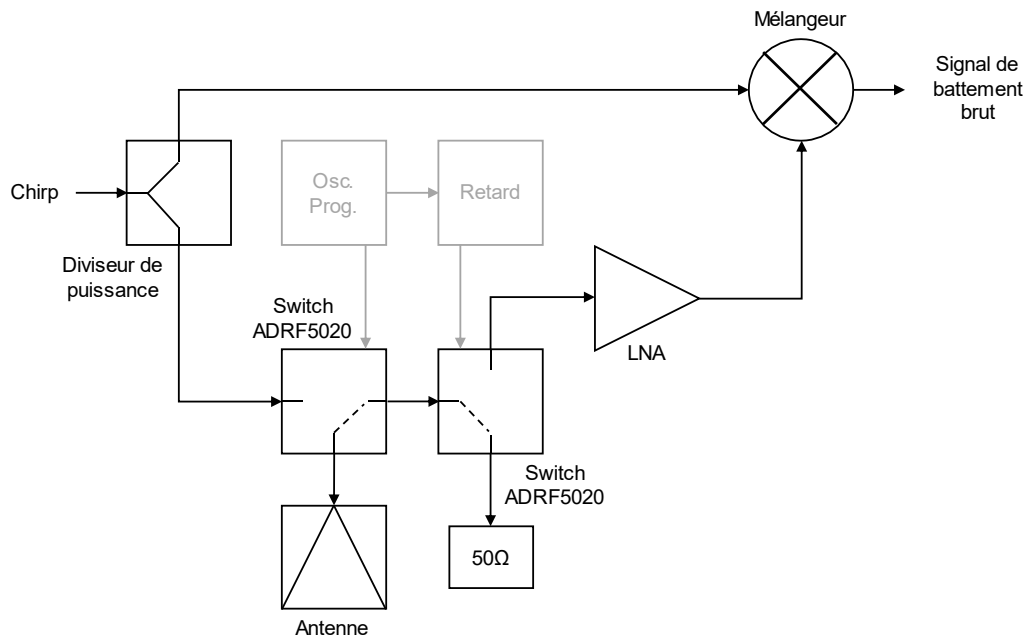 Mélangeur
Signal de
battement
brut
Chirp
Osc.
Prog.
Retard
Diviseur de
puissance
Switch
ADRF5020
LNA
Switch
ADRF5020
50Ω
Antenne